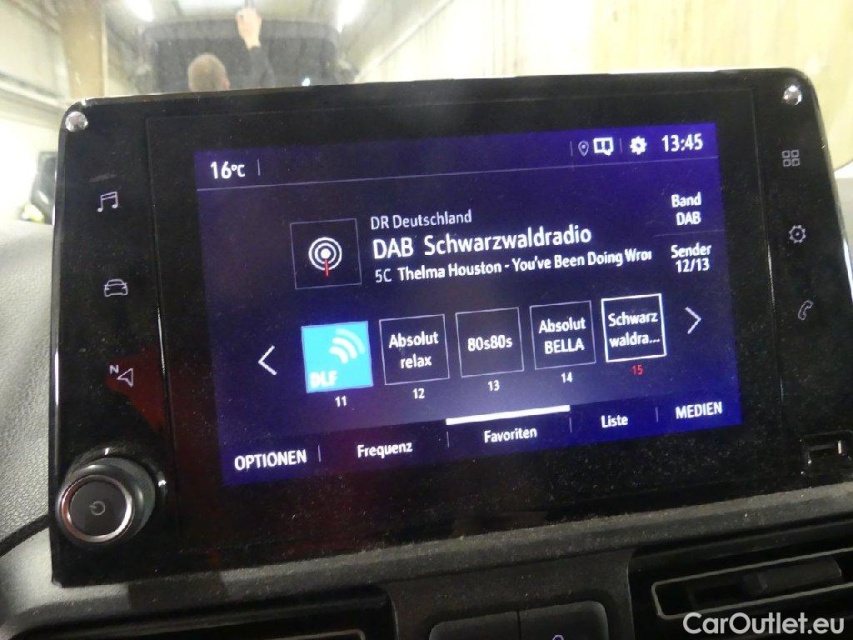 16°C
13:45
DR Deutschland
DAB Schwarzwaldradio
5C Thelma Houston - You've Been Doing Wro
Band
DAB
Sender
12/13
DLF
11
Absolut
relax
12
80s80s
13
Absolut
BELLA
14
Schwarz
waldra...
15
OPTIONEN
Frequenz
Favoriten
Liste
MEDIEN
N
CarOutlet.eu